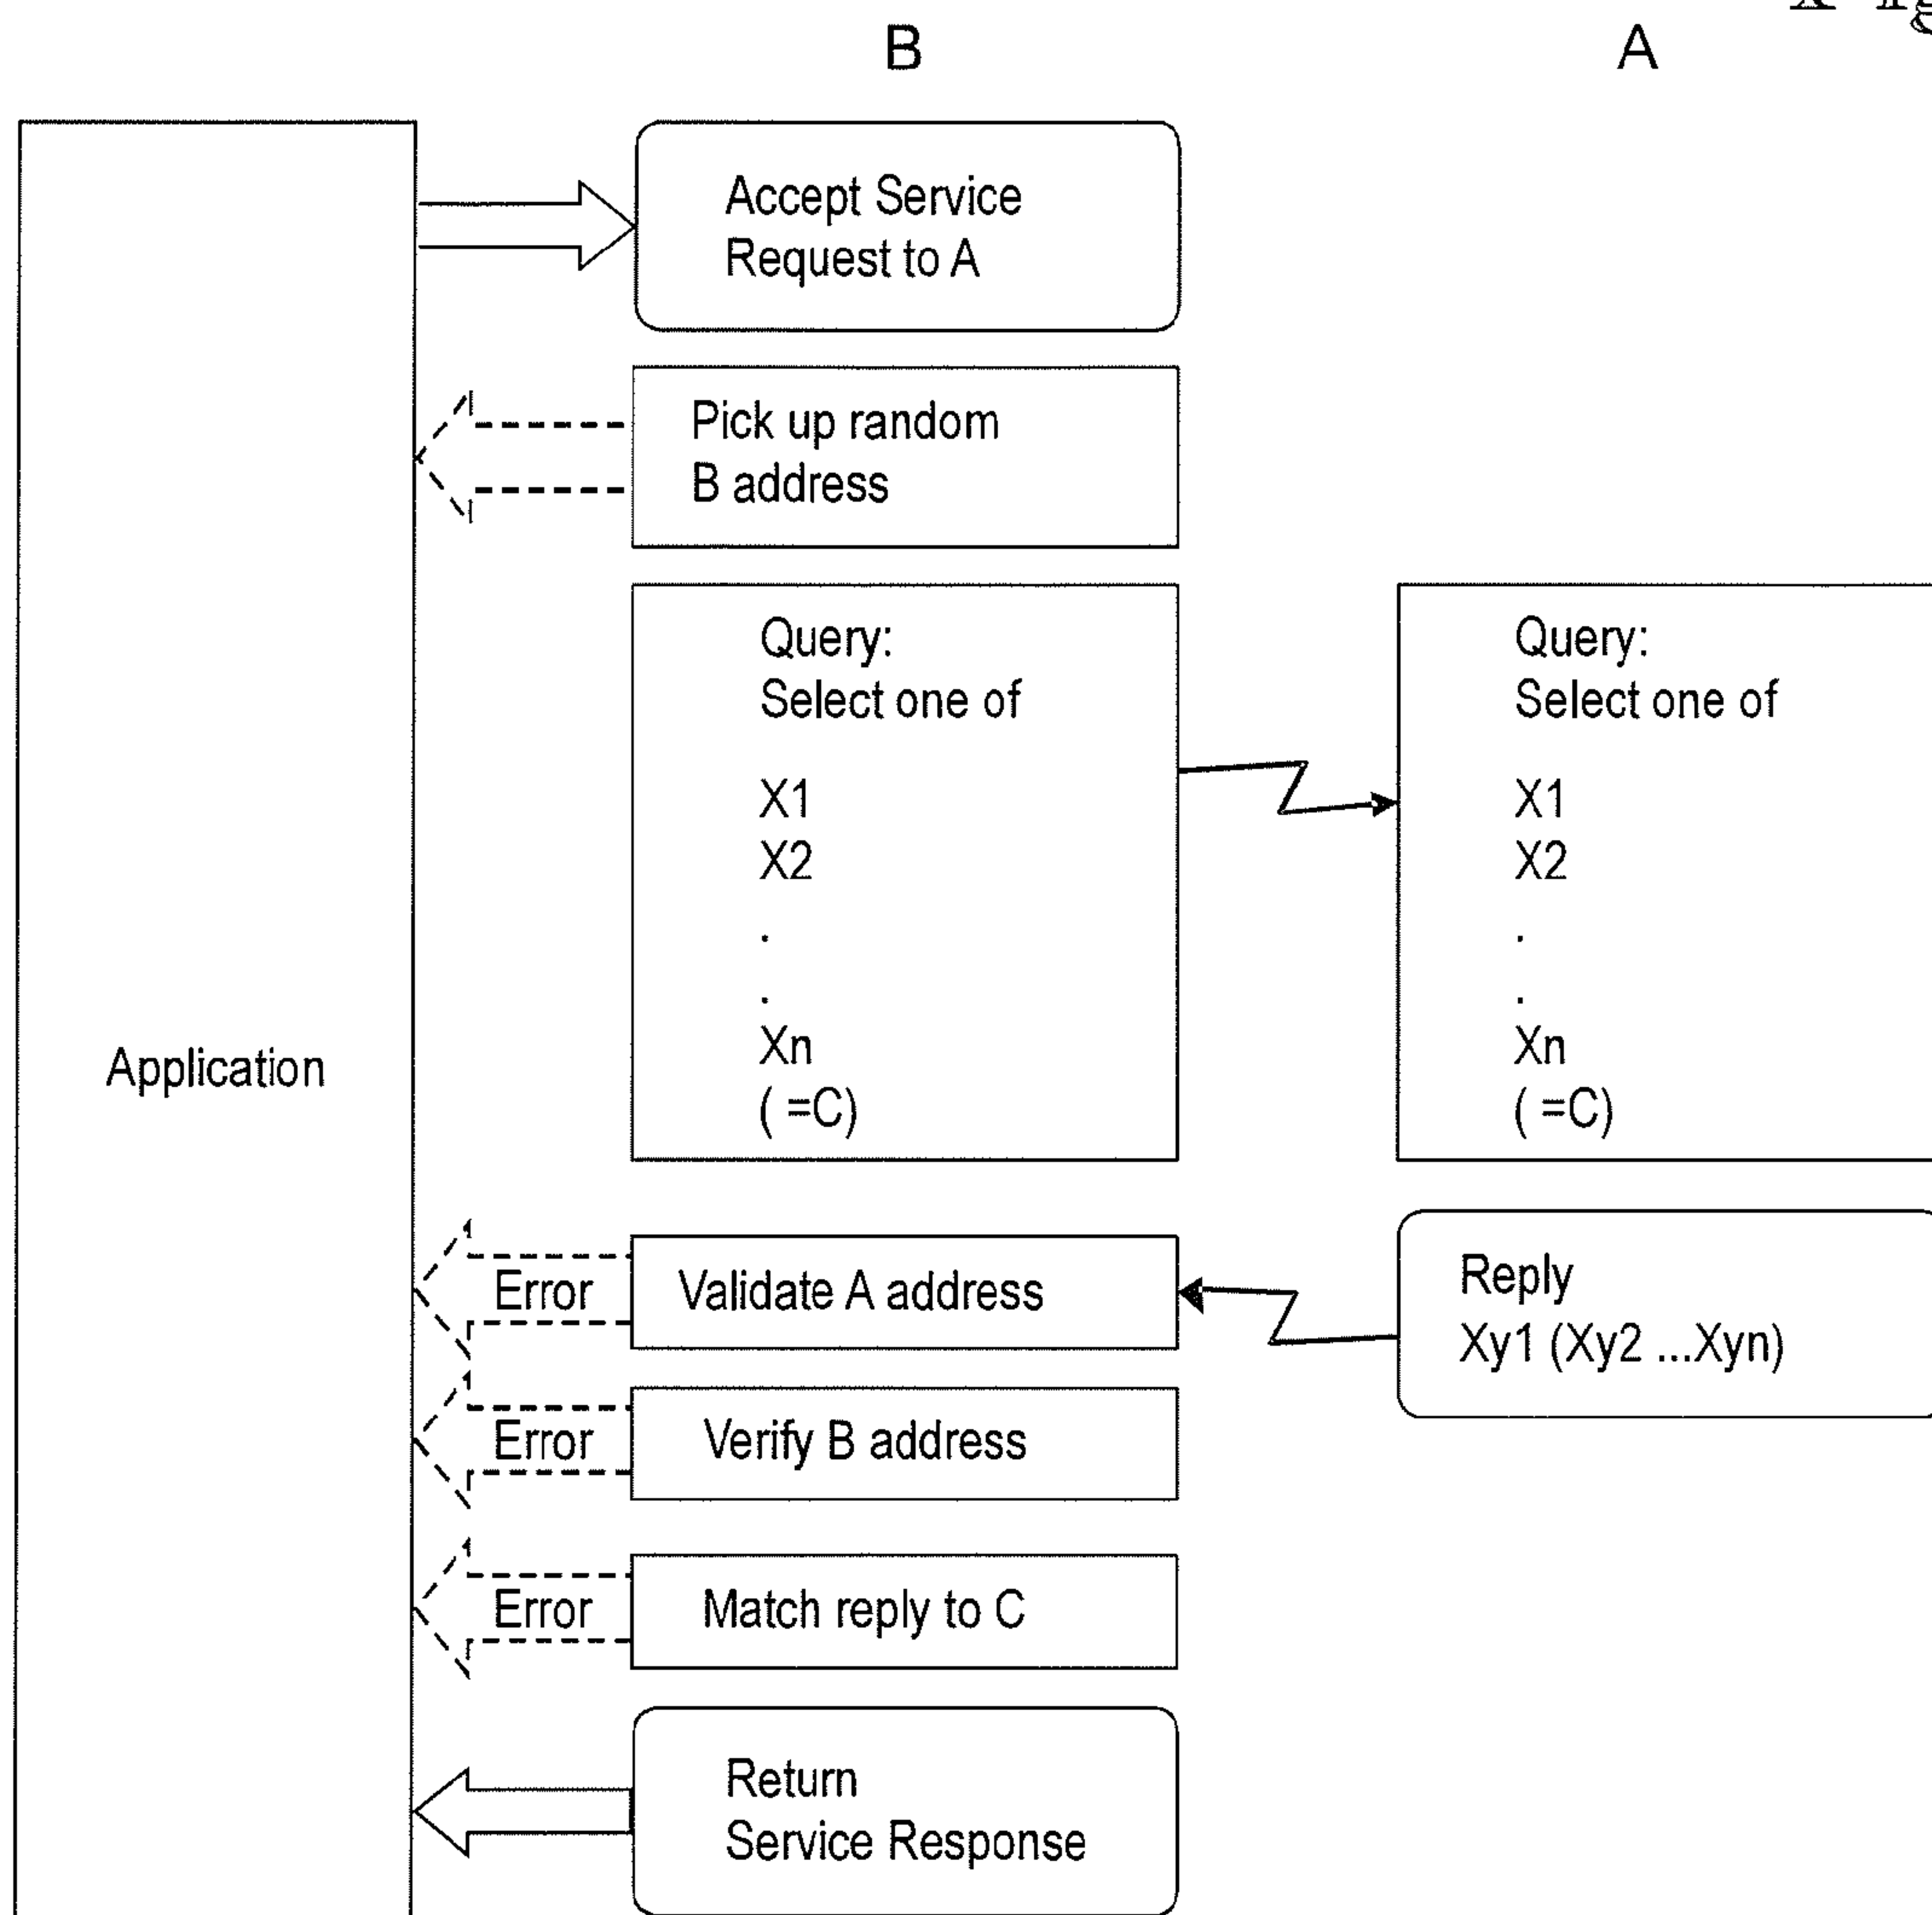 B
A
Accept Service
Request to A
Pick up random
B address
Query:
Select one of
X1
X2
.
.
Xn
( =C)
Query:
Select one of
X1
X2
.
.
Xn
( =C)
Application
Error
Validate A address
Reply
Xy1 (Xy2 ...Xyn)
Error
Verify B address
Error
Match reply to C
Return
Service Response